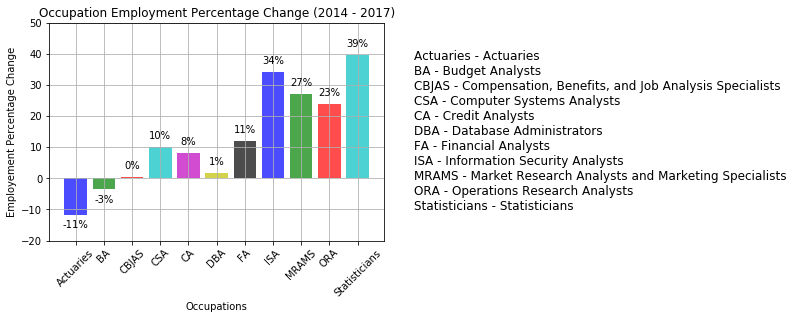 Occupation Employment Percentage Change (2014 - 2017)
Employement Percentage Change
50
40
30
20
10
0
−10
−20
-11%
-3%
0%
10%
8%
1%
11%
34%
27%
23%
39%
Actuaries
BA
CBJAS
CSA
CA
DBA
FA
ISA
MRAMS
ORA
Statisticians
Occupations
Actuaries - Actuaries
BA - Budget Analysts
CBJAS - Compensation, Benefits, and Job Analysis Specialists
CSA - Computer Systems Analysts
CA - Credit Analysts
DBA - Database Administrators
FA - Financial Analysts
ISA - Information Security Analysts
MRAMS - Market Research Analysts and Marketing Specialists
ORA - Operations Research Analysts
Statisticians - Statisticians